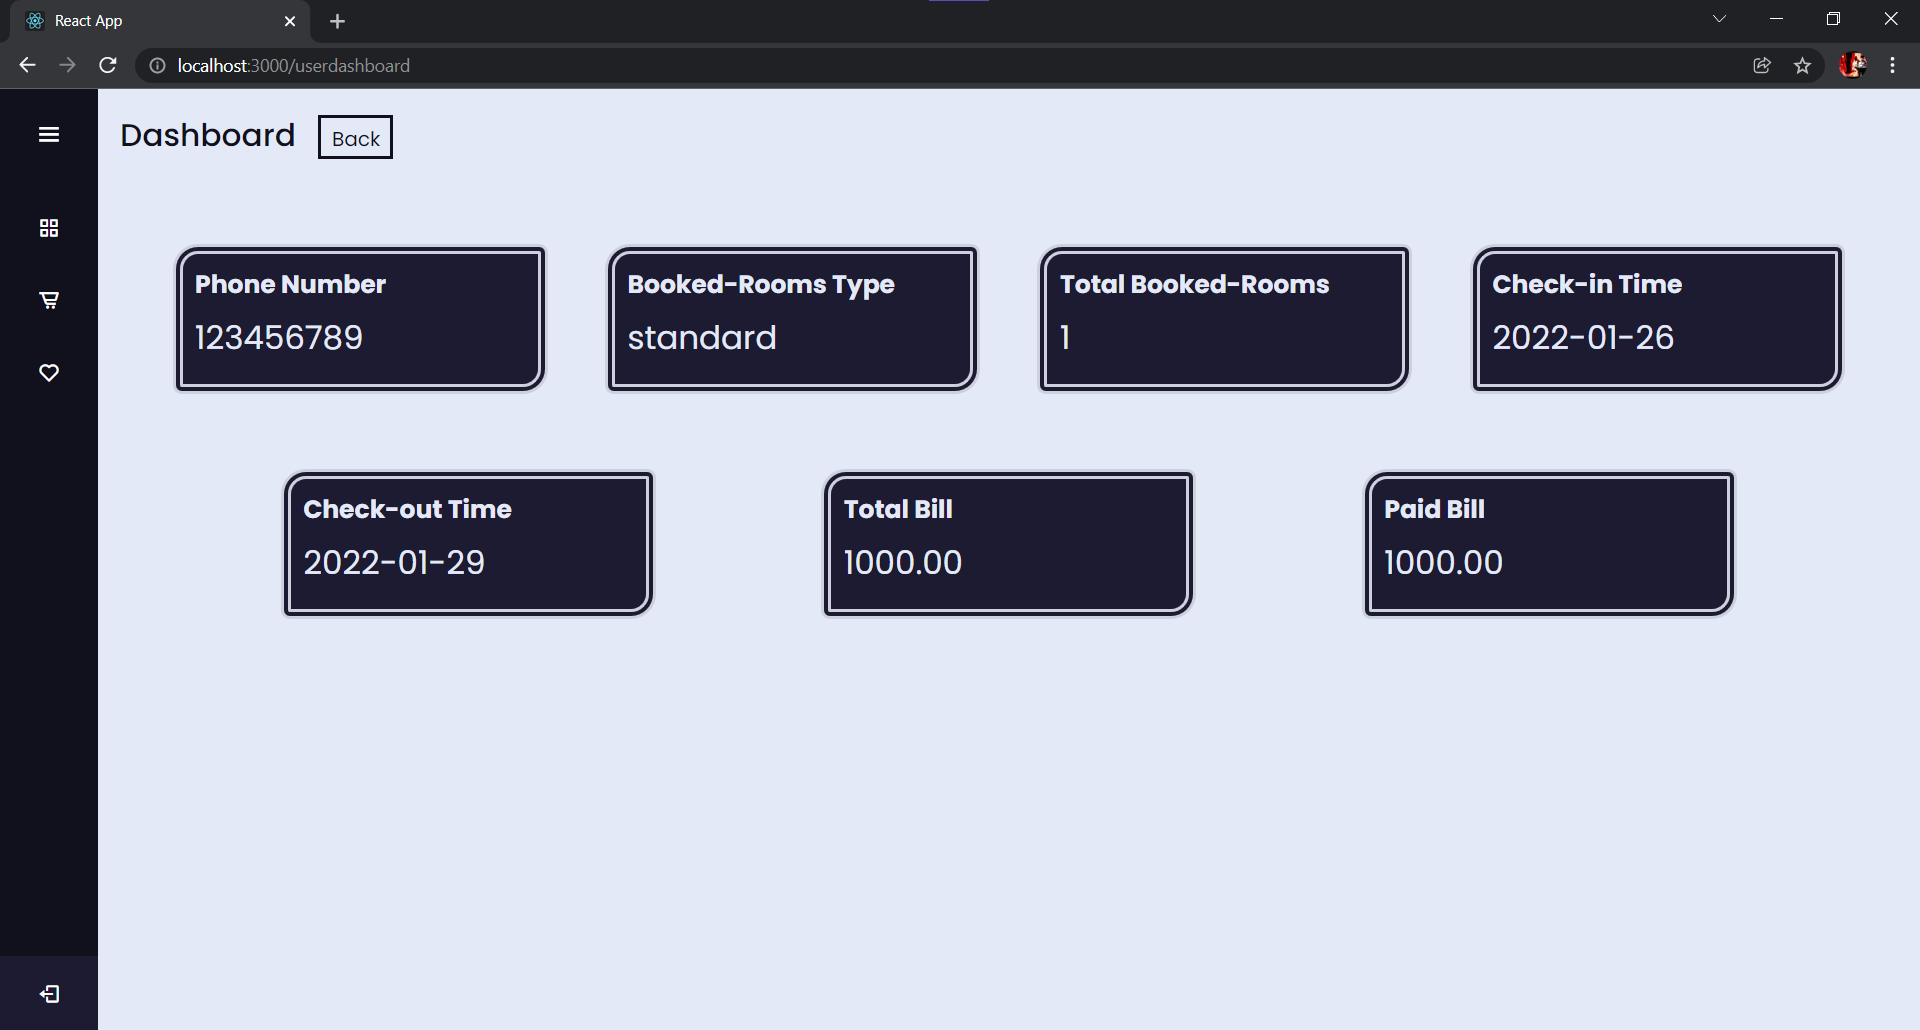 React App
localhost:3000/userdashboard
Dashboard
Back
Phone Number
123456789
Booked-Rooms Type
standard
Total Booked-Rooms
1
Check-in Time
2022-01-26
Check-out Time
2022-01-29
Total Bill
1000.00
Paid Bill
1000.00